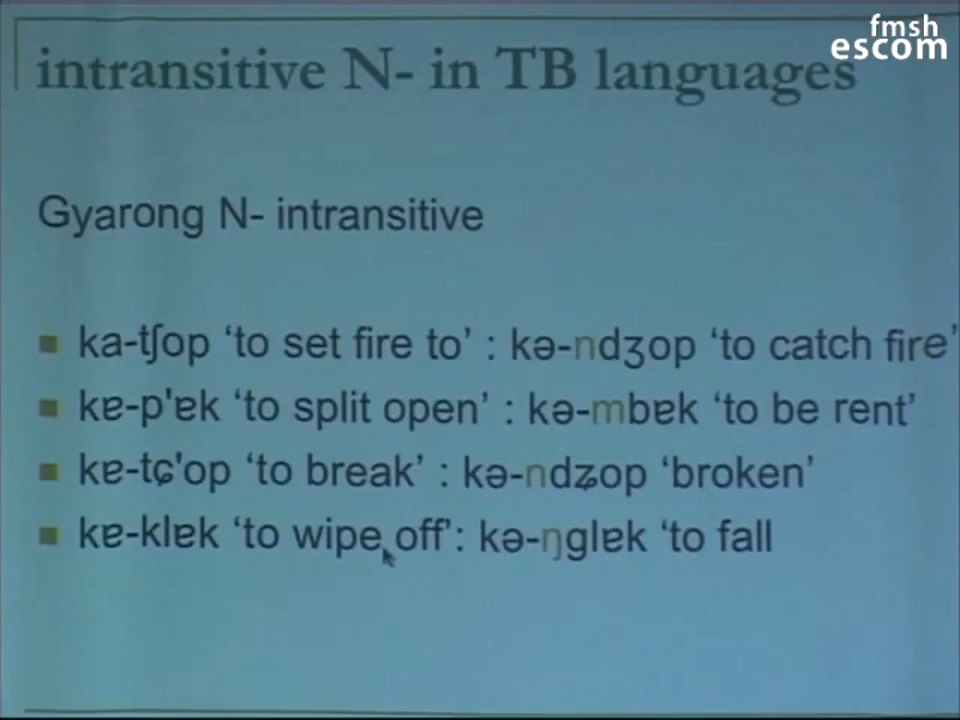 fmsh
escom
intransitive N- in TB languages
Gyarong N- intransitive
ka-tʃop ‘to set fire to’ : kə-ndʒop ‘to catch fire’
kɐ-p'ɐk ‘to split open’ : kə-mbɐk ‘to be rent’
kɐ-tɕ'op ‘to break’ : kə-ndʑop ‘broken’
kɐ-klɐk ‘to wipe off’: kə-ŋglɐk ‘to fall